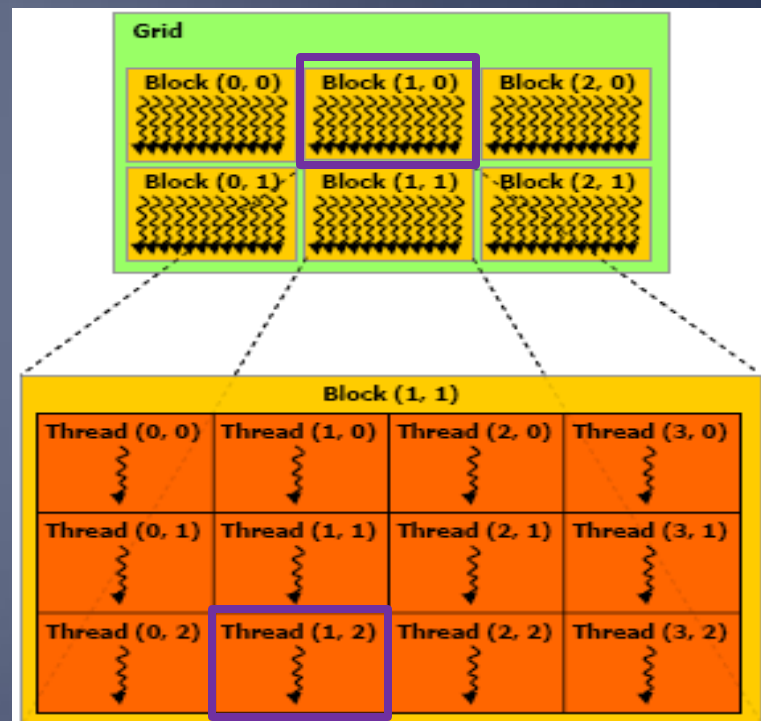 Grid
Block (0, 0) Block (1, 0) Block (2, 0)
Block (0, 1) Block (1, 1) Block (2, 1)
Block (1, 1)
Thread (0, 0) Thread (1, 0) Thread (2, 0) Thread (3, 0)
Thread (0, 1) Thread (1, 1) Thread (2, 1) Thread (3, 1)
Thread (0, 2) Thread (1, 2) Thread (2, 2) Thread (3, 2)